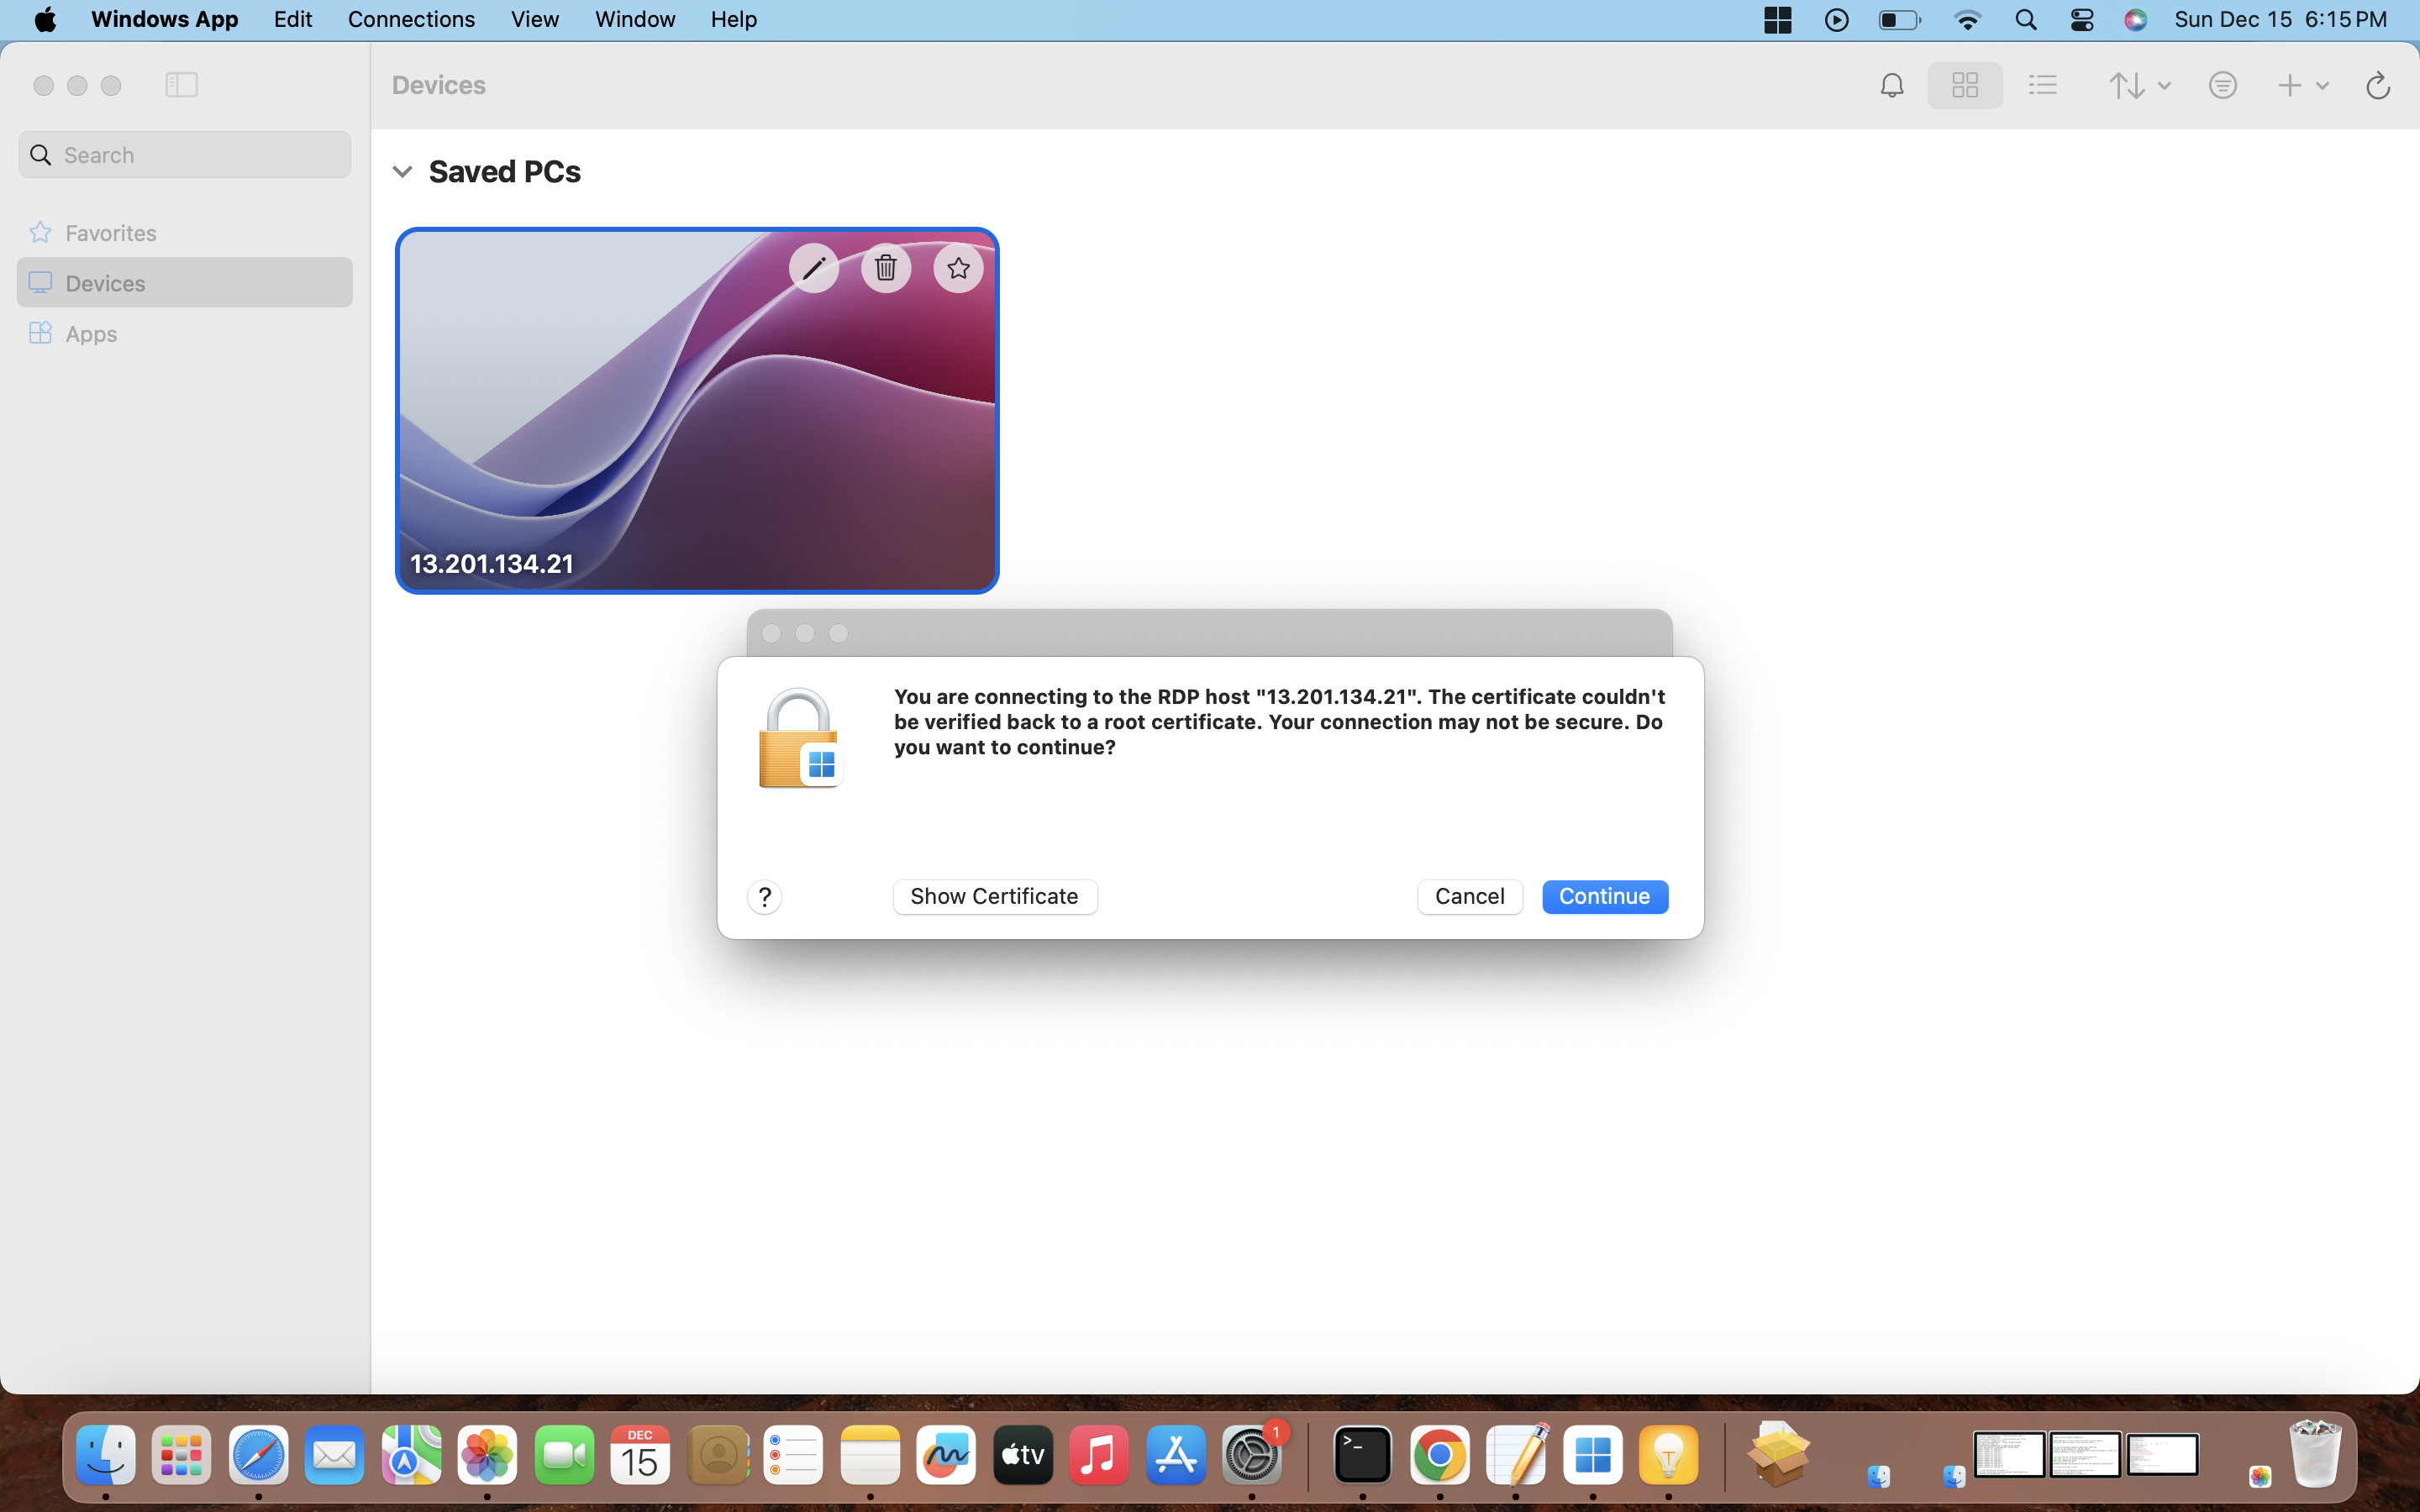 Windows App Edit Connections View Window Help Sun Dec 15 6:15 PM
Devices
Search
Favorites
Devices
Apps
Saved PCs
13.201.134.21
You are connecting to the RDP host "13.201.134.21". The certificate couldn't
be verified back to a root certificate. Your connection may not be secure. Do
you want to continue?
? Show Certificate Cancel Continue
DEC
15
tv
1
>_
T